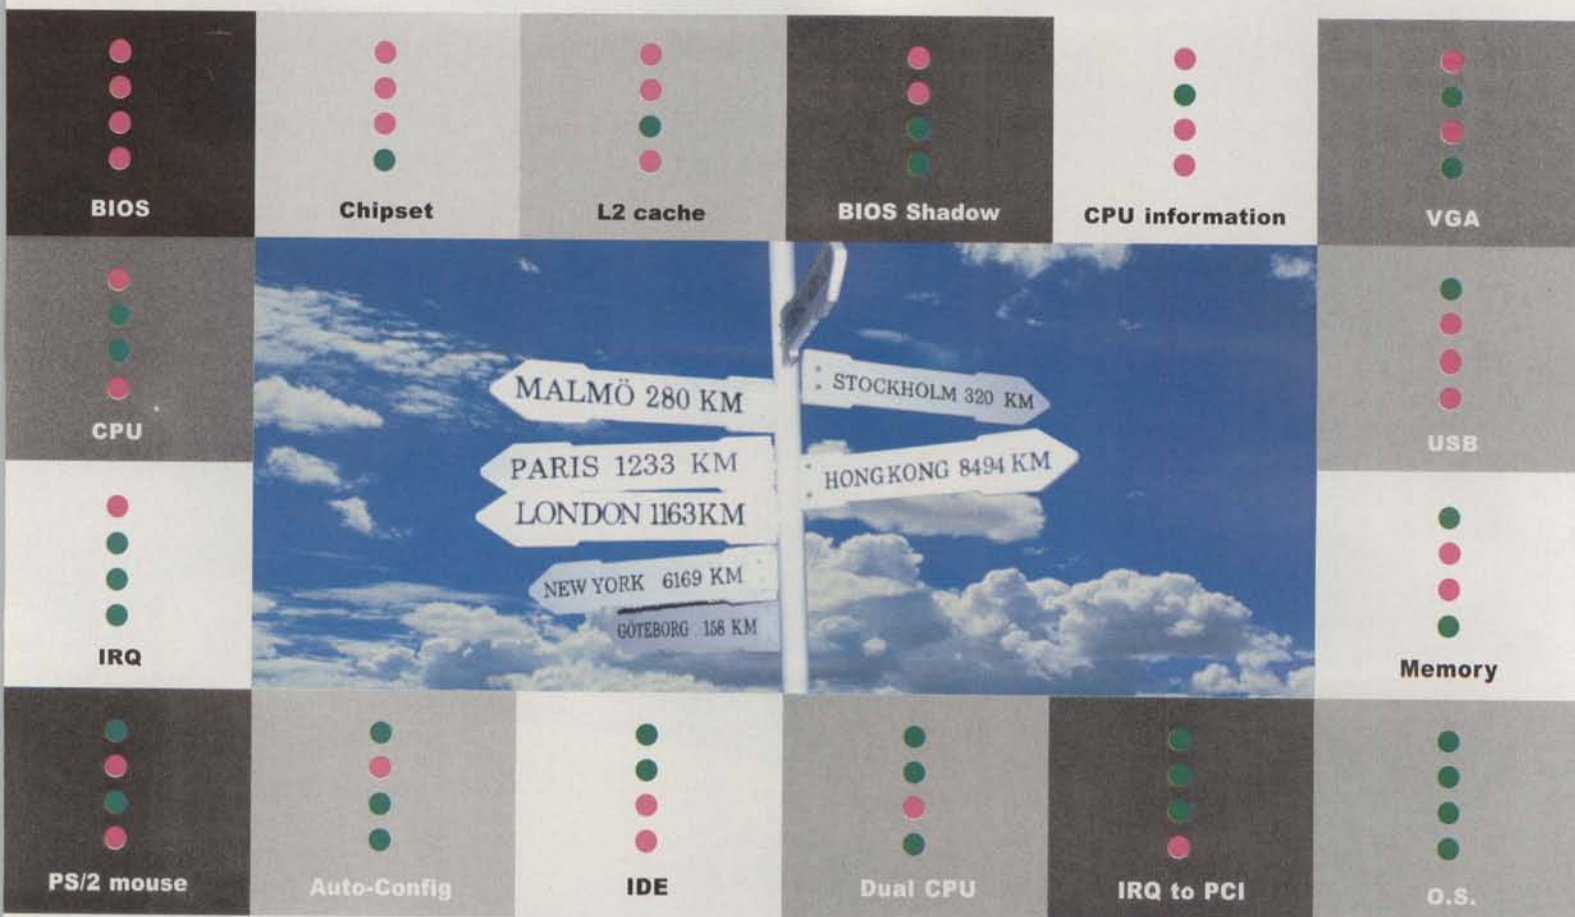 BIOS
Chipset
L2 cache
BIOS Shadow
CPU information
VGA
CPU
MALMÖ 280 KM
STOCKHOLM 320 KM
USB
PARIS 1233 KM
HONGKONG 8494 KM
LONDON 1163KM
NEW YORK 6169 KM
GÖTEBORG 158 KM
IRQ
Memory
PS/2 mouse
Auto-Config
IDE
Dual CPU
IRQ to PCI
O.S.